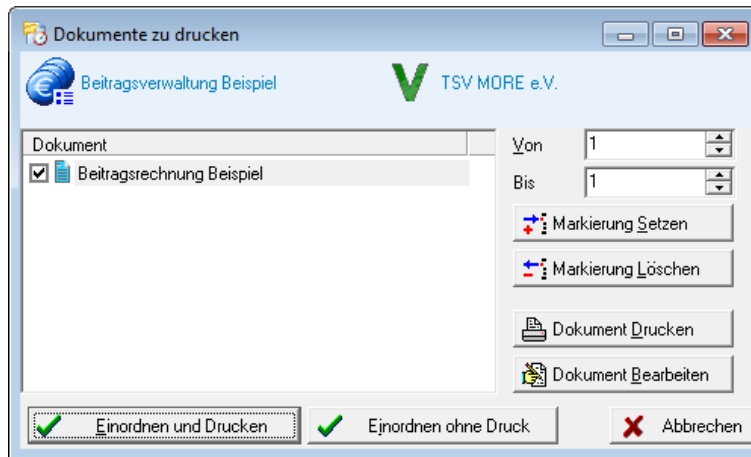 Dokumente zu drucken
Beitragsverwaltung Beispiel
TSV MORE e.V.
Dokument
Beitragsrechnung Beispiel
Von 1
Bis 1
Markierung Setzen
Markierung Löschen
Dokument Drucken
Dokument Bearbeiten
Einordnen und Drucken Einordnen ohne Druck Abbrechen